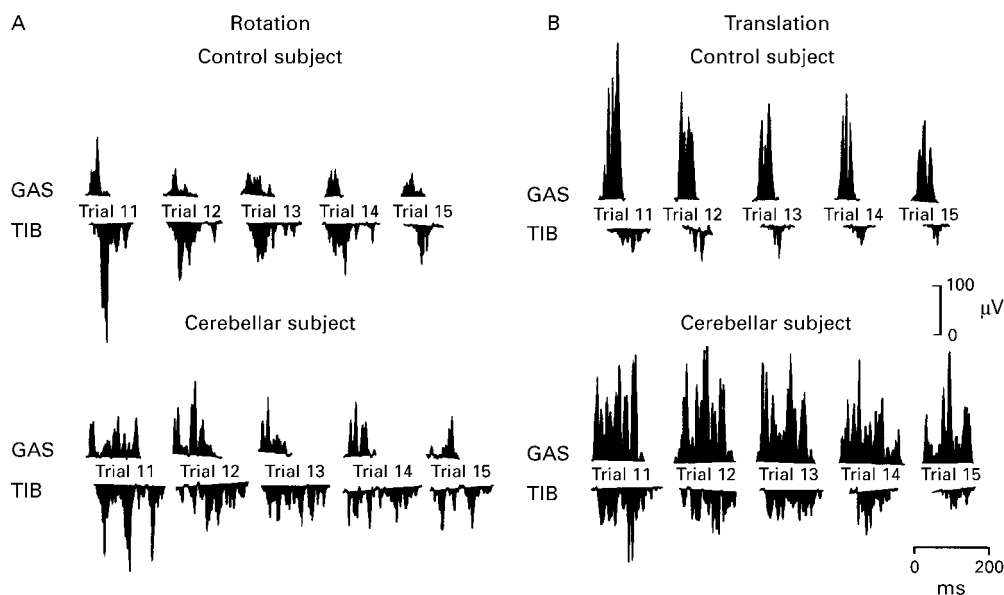 A
Rotation
Control subject
GAS
Trial 11 Trial 12 Trial 13 Trial 14 Trial 15
TIB
Cerebellar subject
GAS
Trial 11 Trial 12 Trial 13 Trial 14 Trial 15
TIB
B
Translation
Control subject
GAS
Trial 11 Trial 12 Trial 13 Trial 14 Trial 15
TIB
100
μV
0
Cerebellar subject
GAS
Trial 11 Trial 12 Trial 13 Trial 14 Trial 15
TIB
0 200
ms